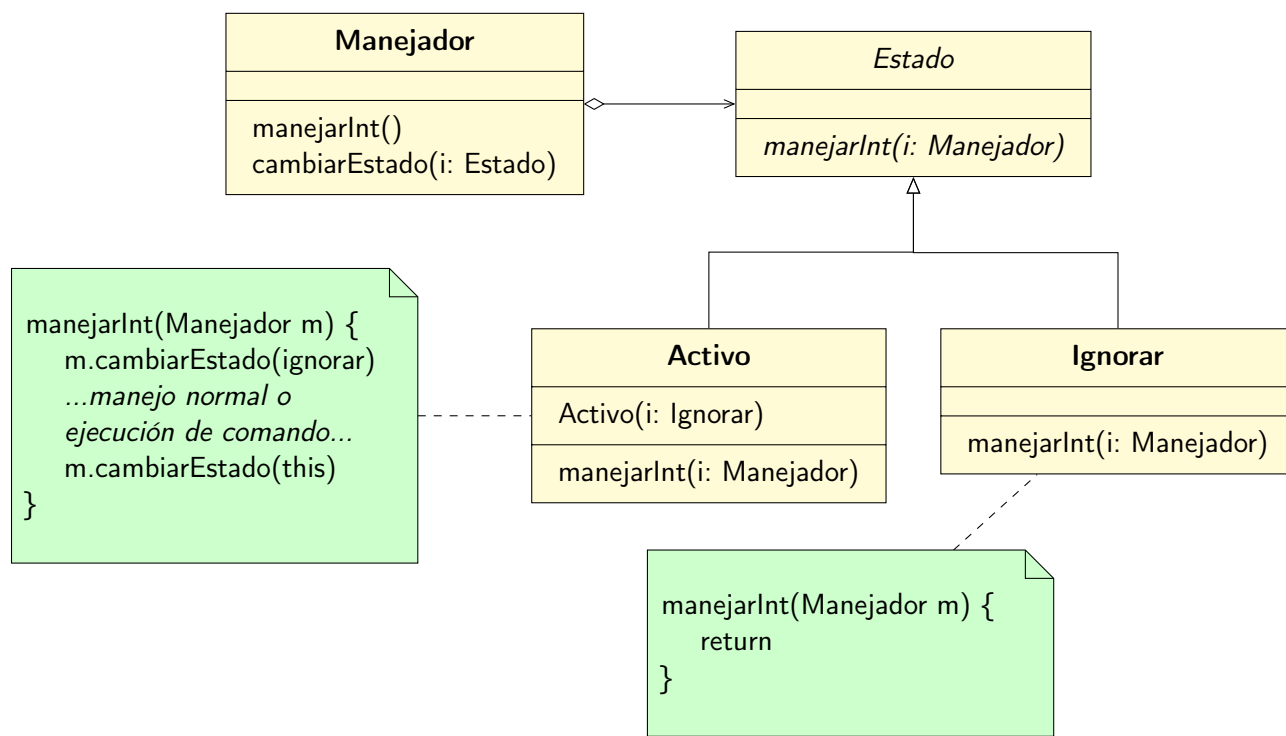 Manejador
manejarInt()
cambiarEstado(i: Estado)
Estado
manejarInt(i: Manejador)
manejarInt(Manejador m) {
m.cambiarEstado(ignorar)
...manejo normal o
ejecución de comando...
m.cambiarEstado(this)
}
Activo
Activo(i: Ignorar)
manejarInt(i: Manejador)
Ignorar
manejarInt(i: Manejador)
manejarInt(Manejador m) {
return
}